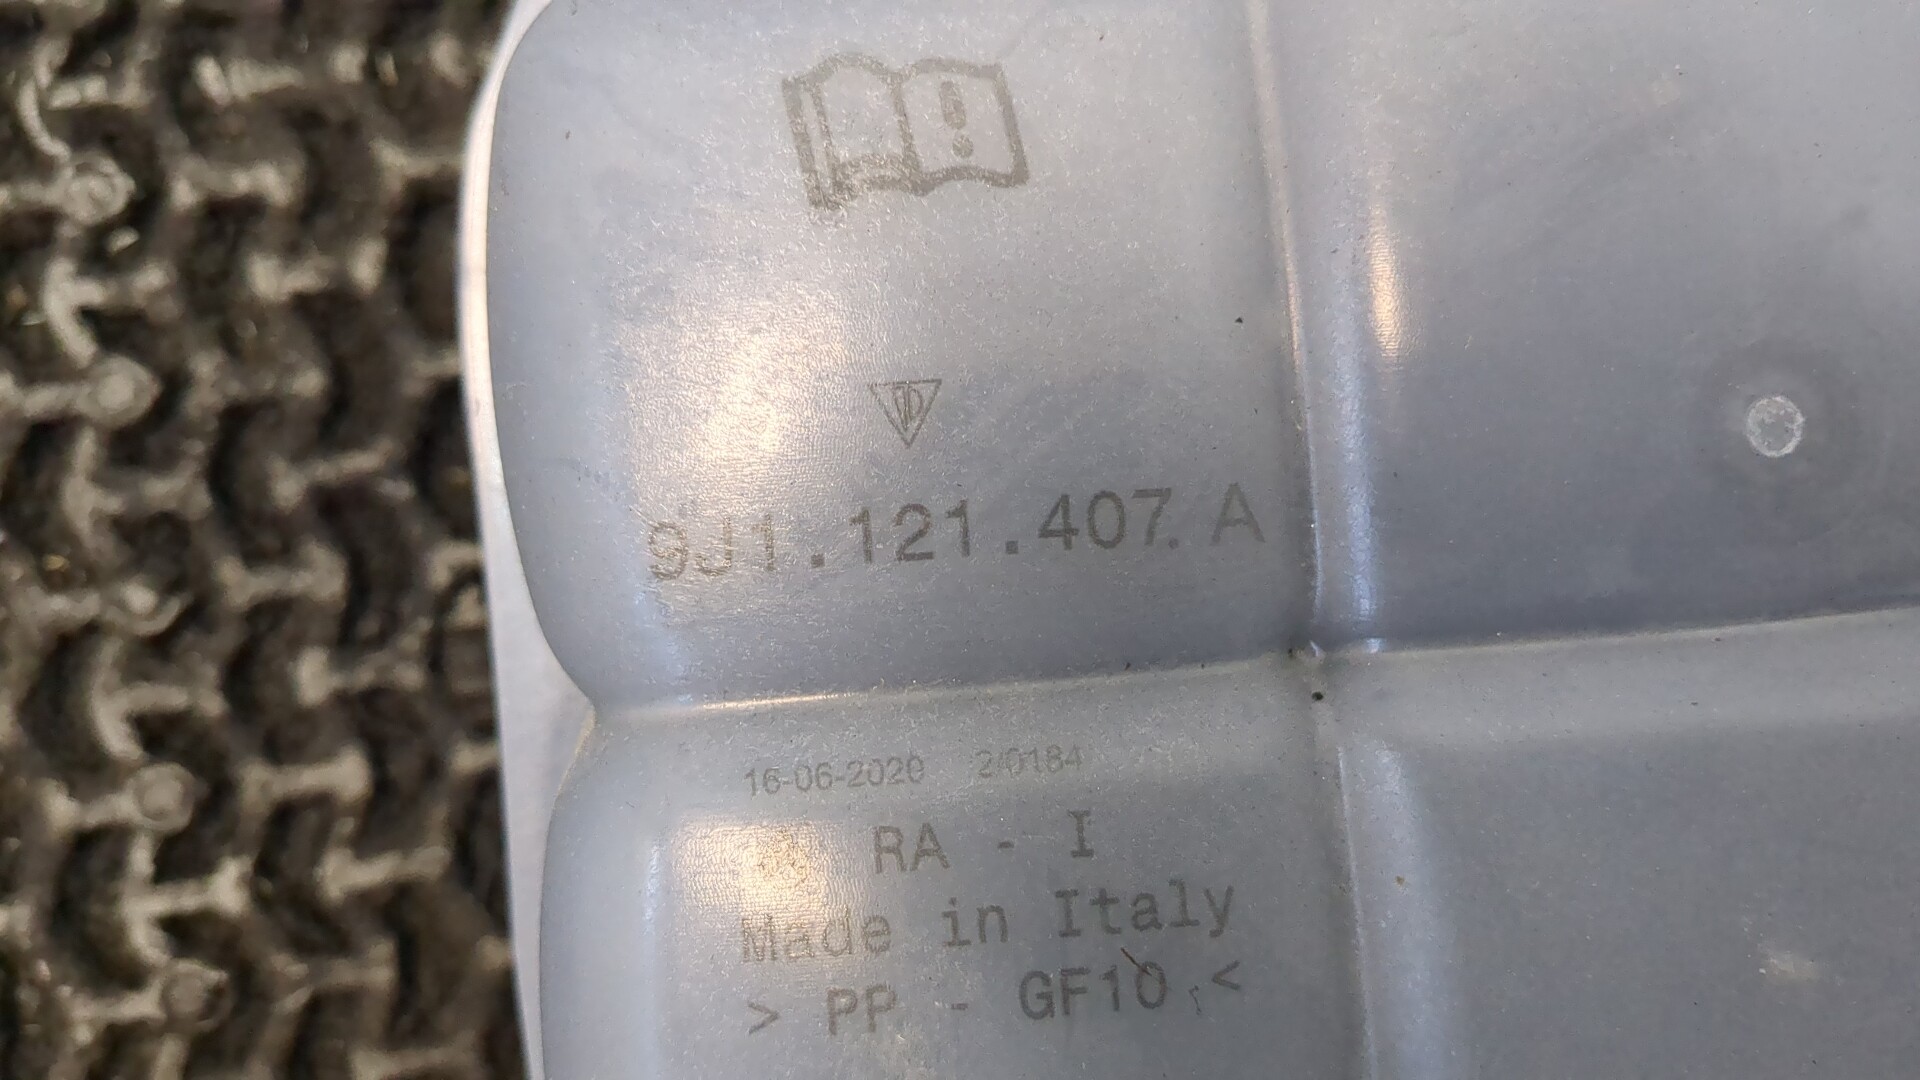 9J1.121.407.A
16-06-2020 2/0184
RA - I
Made in Italy
> PP - GF10 <